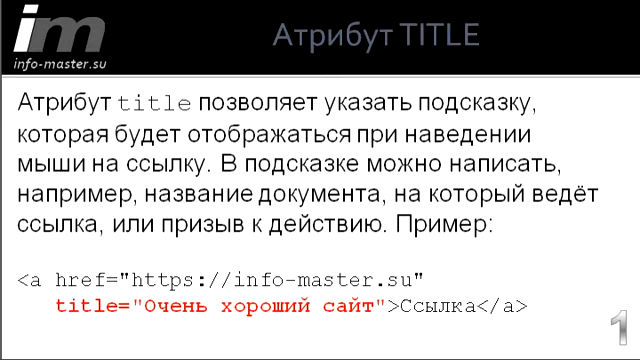 im
info-master.su
Атрибут TITLE
Атрибут title позволяет указать подсказку,
которая будет отображаться при наведении
мыши на ссылку. В подсказке можно написать,
например, название документа, на который ведёт
ссылка, или призыв к действию. Пример:
<a href="https://info-master.su"
title="Очень хороший сайт">Ссылка</a>
1